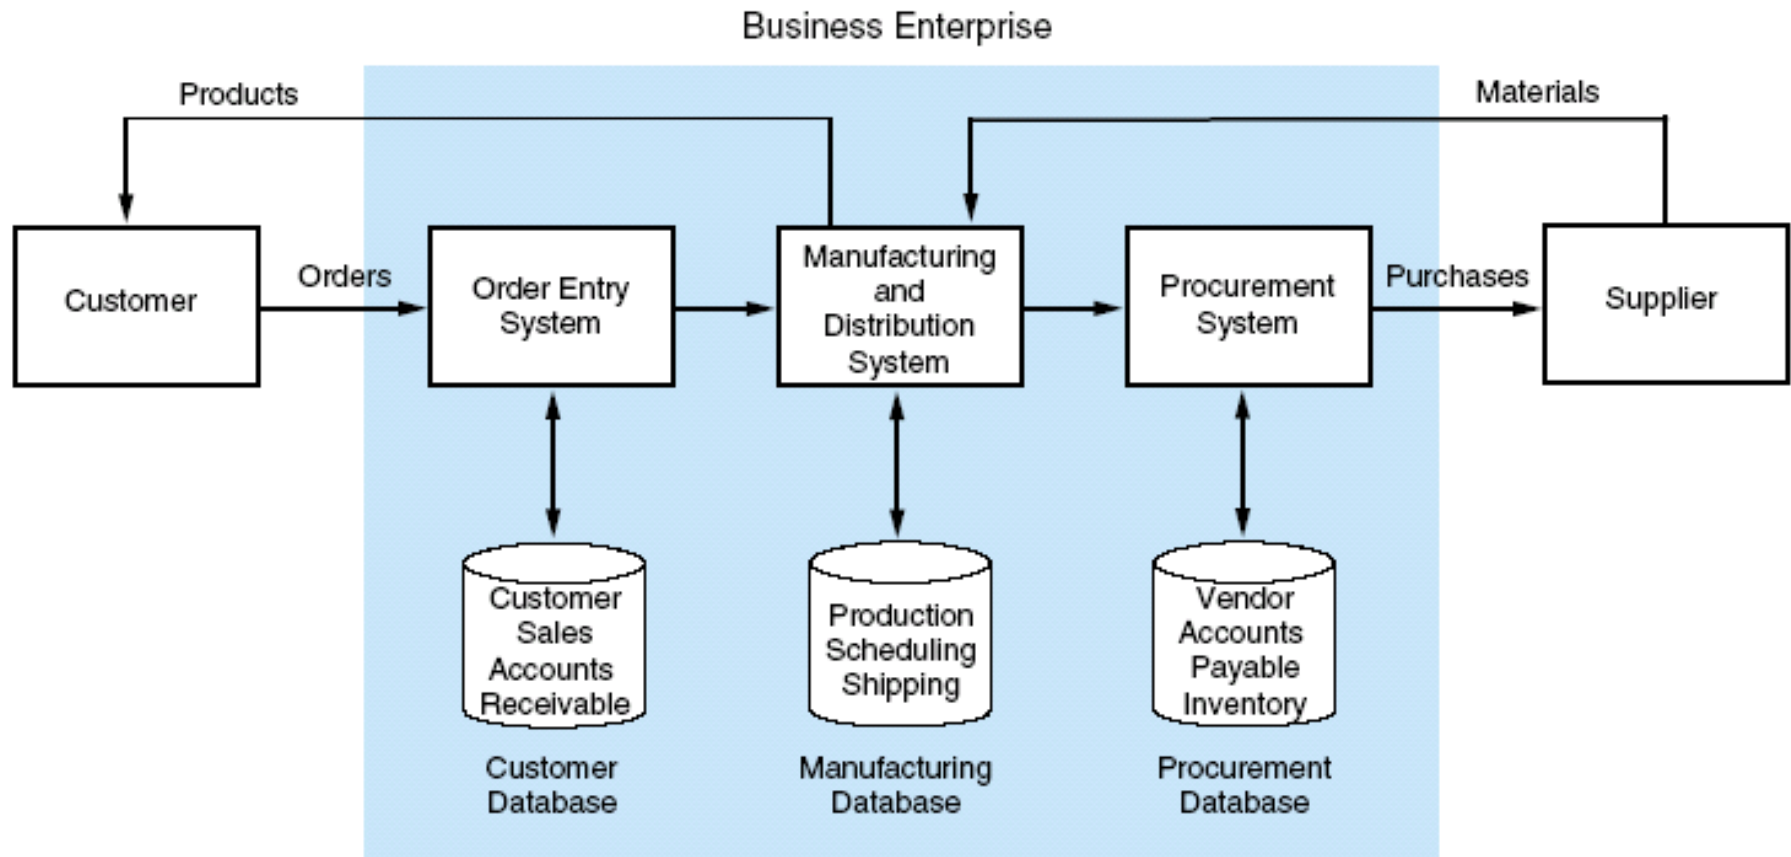 Business Enterprise
Products
Materials
Customer
Orders
Order Entry
System
Manufacturing
and
Distribution
System
Procurement
System
Purchases
Supplier
Customer
Sales
Accounts
Receivable
Production
Scheduling
Shipping
Vendor
Accounts
Payable
Inventory
Customer
Database
Manufacturing
Database
Procurement
Database